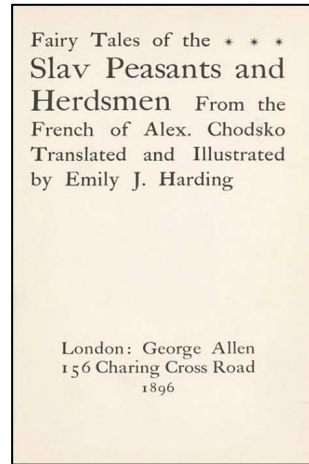 Fairy Tales of the * * *
Slav Peasants and
Herdsmen From the
French of Alex. Chodsko
Translated and Illustrated
by Emily J. Harding
London: George Allen
156 Charing Cross Road
1896